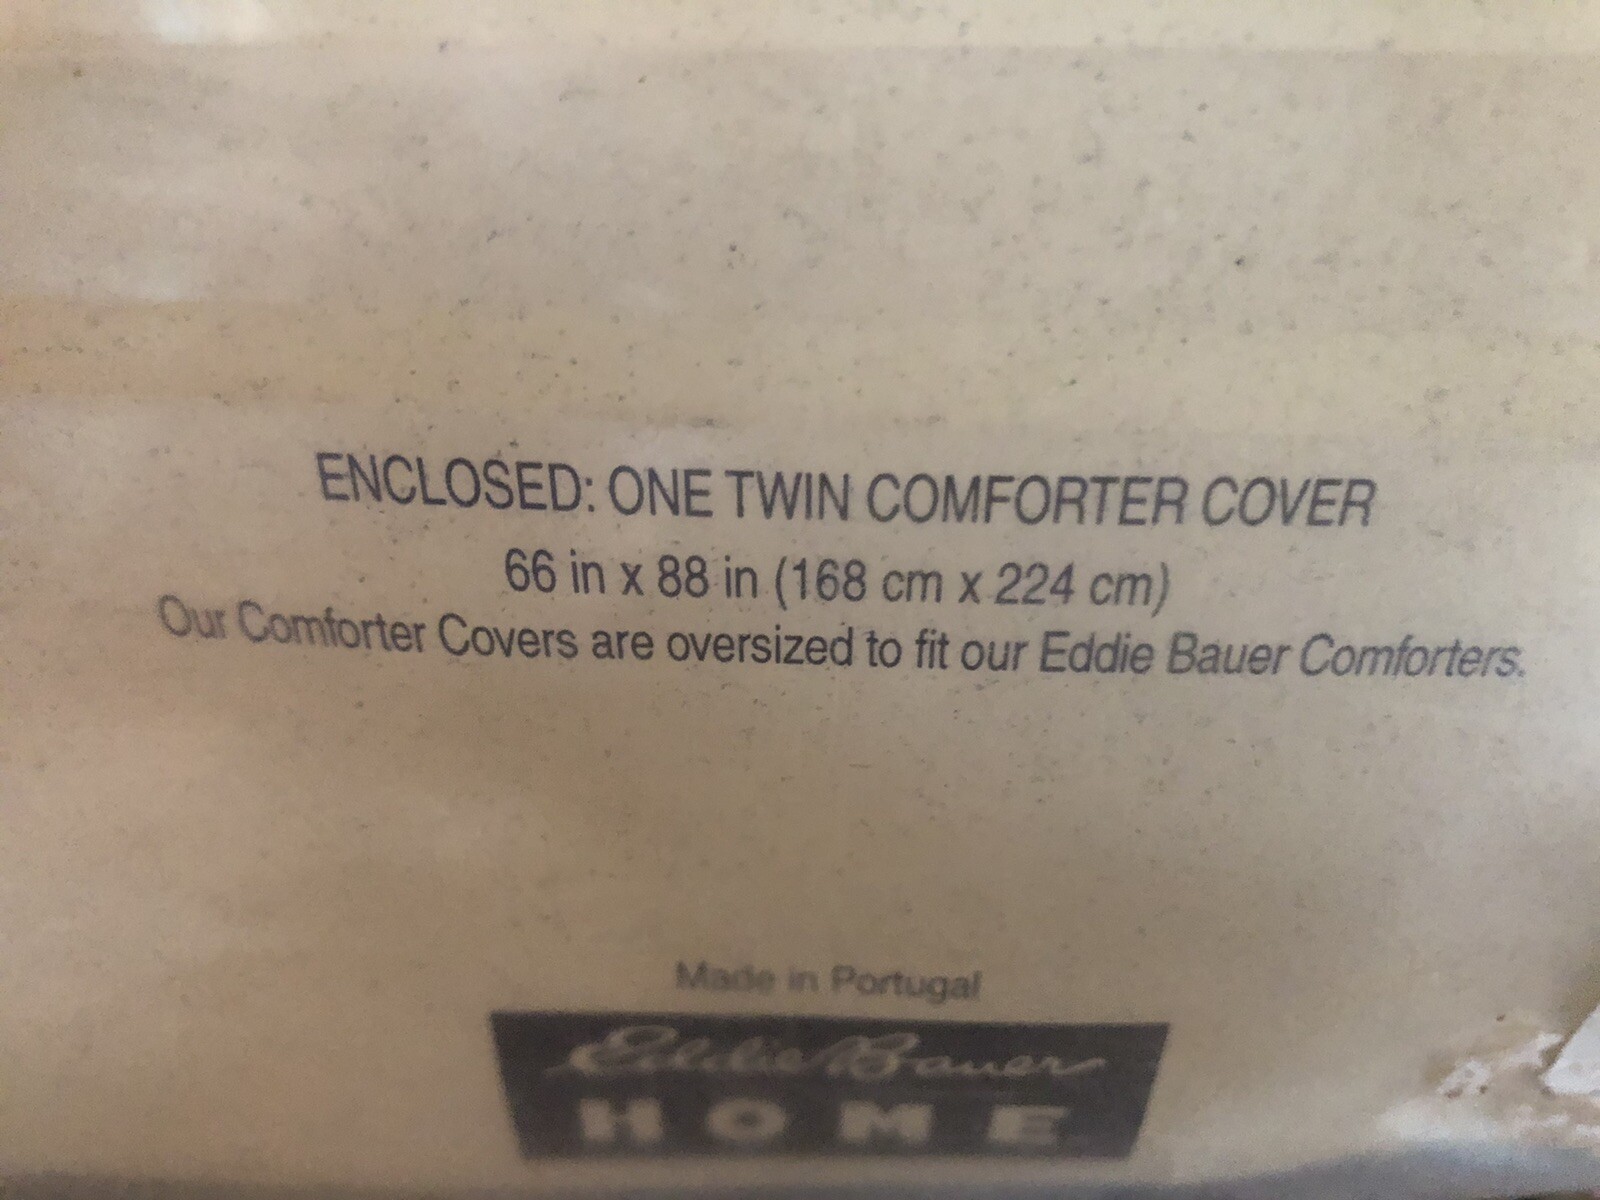 ENCLOSED: ONE TWIN COMFORTER COVER
66 in x 88 in (168 cm x 224 cm)
Our Comforter Covers are oversized to fit our Eddie Bauer Comforters.
Made in Portugal
Eddie Bauer
HOME